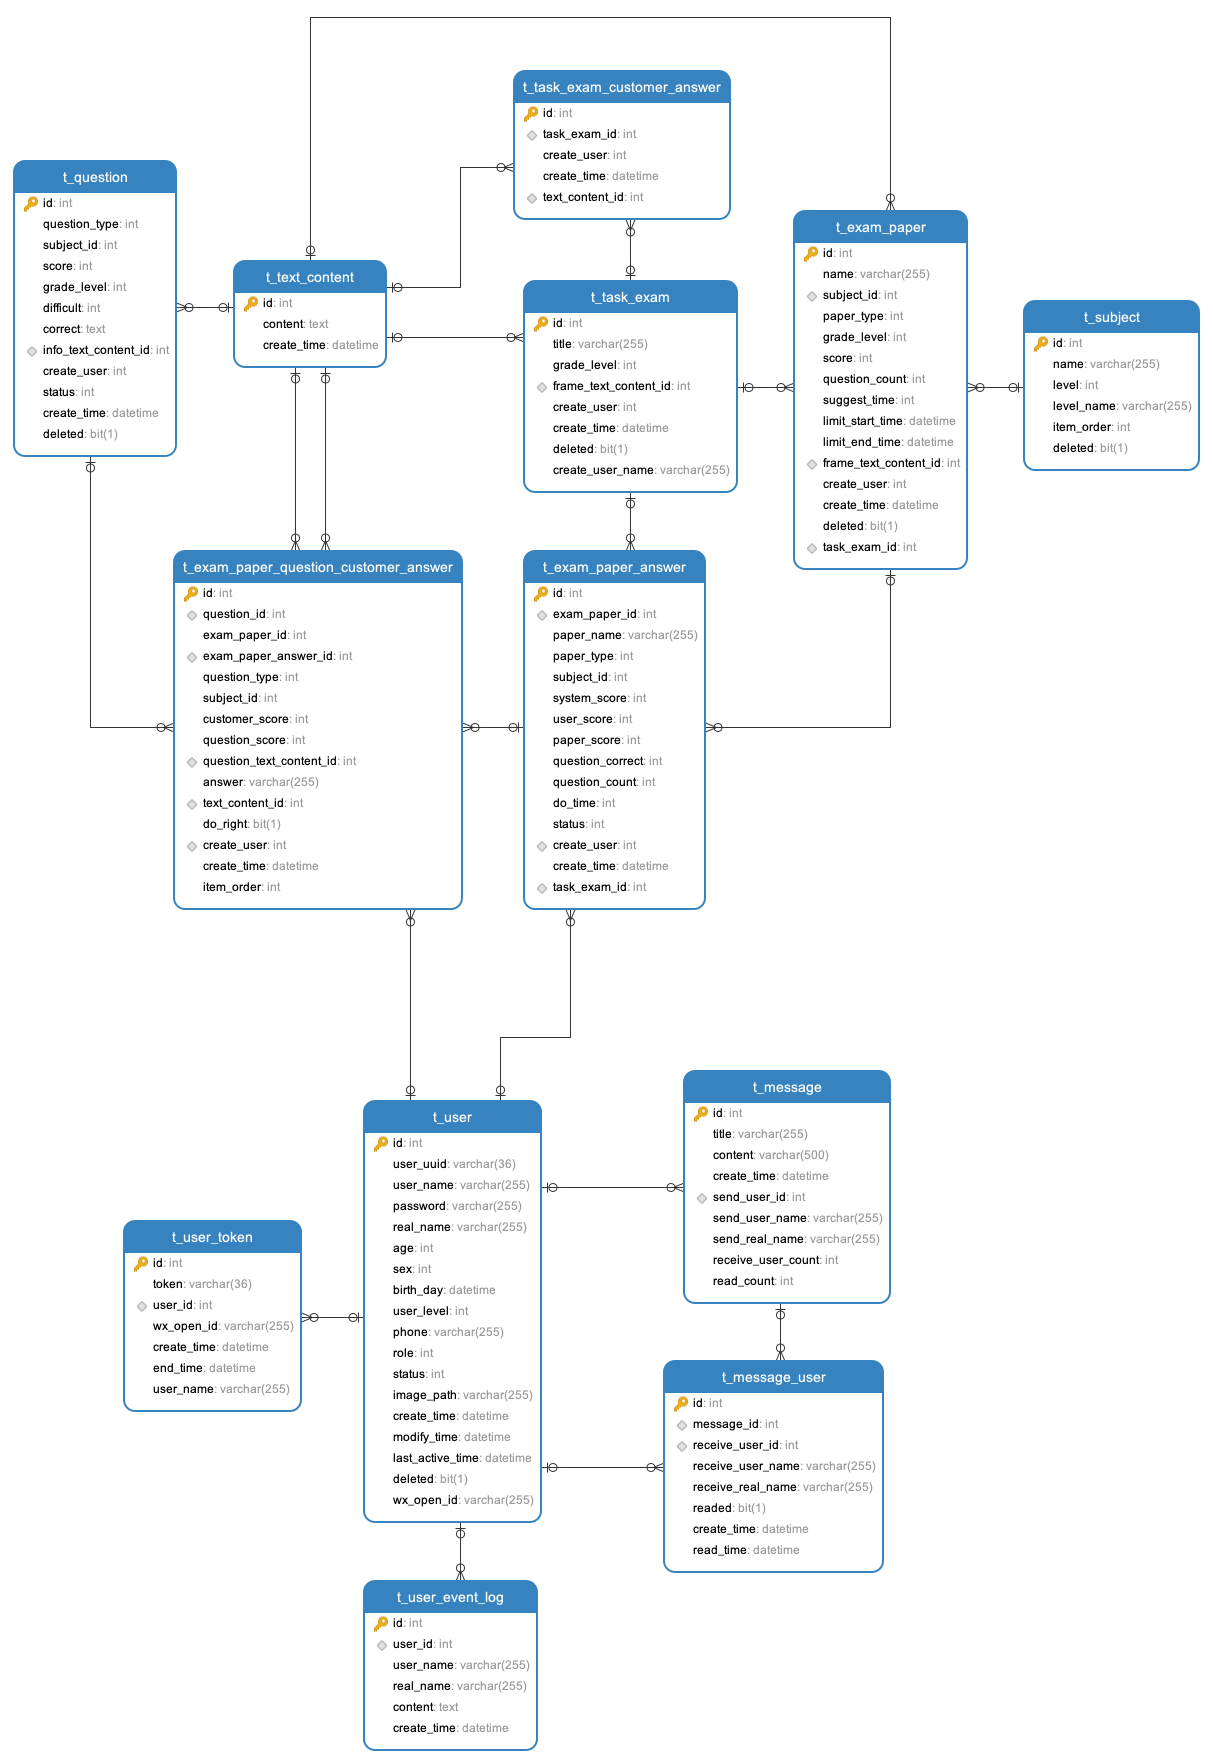 t_task_exam_customer_answer
id: int
task_exam_id: int
create_user: int
create_time: datetime
text_content_id: int
t_question
id: int
question_type: int
subject_id: int
score: int
grade_level: int
difficult: int
correct: text
info_text_content_id: int
create_user: int
status: int
create_time: datetime
deleted: bit(1)
t_text_content
id: int
content: text
create_time: datetime
t_task_exam
id: int
title: varchar(255)
grade_level: int
frame_text_content_id: int
create_user: int
create_time: datetime
deleted: bit(1)
create_user_name: varchar(255)
t_exam_paper
id: int
name: varchar(255)
subject_id: int
paper_type: int
grade_level: int
score: int
question_count: int
suggest_time: int
limit_start_time: datetime
limit_end_time: datetime
frame_text_content_id: int
create_user: int
create_time: datetime
deleted: bit(1)
task_exam_id: int
t_subject
id: int
name: varchar(255)
level: int
level_name: varchar(255)
item_order: int
deleted: bit(1)
t_exam_paper_question_customer_answer
id: int
question_id: int
exam_paper_id: int
exam_paper_answer_id: int
question_type: int
subject_id: int
customer_score: int
question_score: int
question_text_content_id: int
answer: varchar(255)
text_content_id: int
do_right: bit(1)
create_user: int
create_time: datetime
item_order: int
t_exam_paper_answer
id: int
exam_paper_id: int
paper_name: varchar(255)
paper_type: int
subject_id: int
system_score: int
user_score: int
paper_score: int
question_correct: int
question_count: int
do_time: int
status: int
create_user: int
create_time: datetime
task_exam_id: int
t_user
id: int
user_uuid: varchar(36)
user_name: varchar(255)
password: varchar(255)
real_name: varchar(255)
age: int
sex: int
birth_day: datetime
user_level: int
phone: varchar(255)
role: int
status: int
image_path: varchar(255)
create_time: datetime
modify_time: datetime
last_active_time: datetime
deleted: bit(1)
wx_open_id: varchar(255)
t_message
id: int
title: varchar(255)
content: varchar(500)
create_time: datetime
send_user_id: int
send_user_name: varchar(255)
send_real_name: varchar(255)
receive_user_count: int
read_count: int
t_user_token
id: int
token: varchar(36)
user_id: int
wx_open_id: varchar(255)
create_time: datetime
end_time: datetime
user_name: varchar(255)
t_message_user
id: int
message_id: int
receive_user_id: int
receive_user_name: varchar(255)
receive_real_name: varchar(255)
readed: bit(1)
create_time: datetime
read_time: datetime
t_user_event_log
id: int
user_id: int
user_name: varchar(255)
real_name: varchar(255)
content: text
create_time: datetime